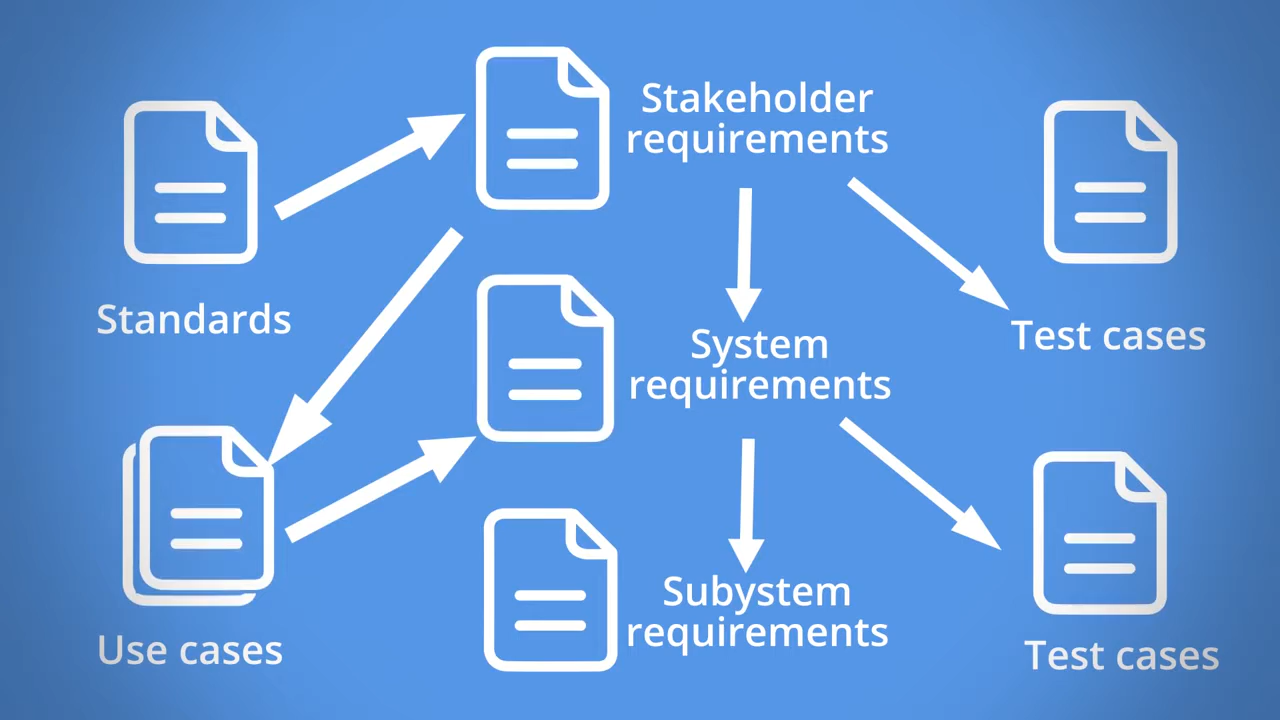 Stakeholder
requirements
Standards
Test cases
System
requirements
Use cases
Subystem
requirements
Test cases